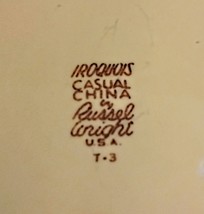 IROQUOIS
CASUAL
CHINA
by
Russel
Wright
U.S.A.
T-3